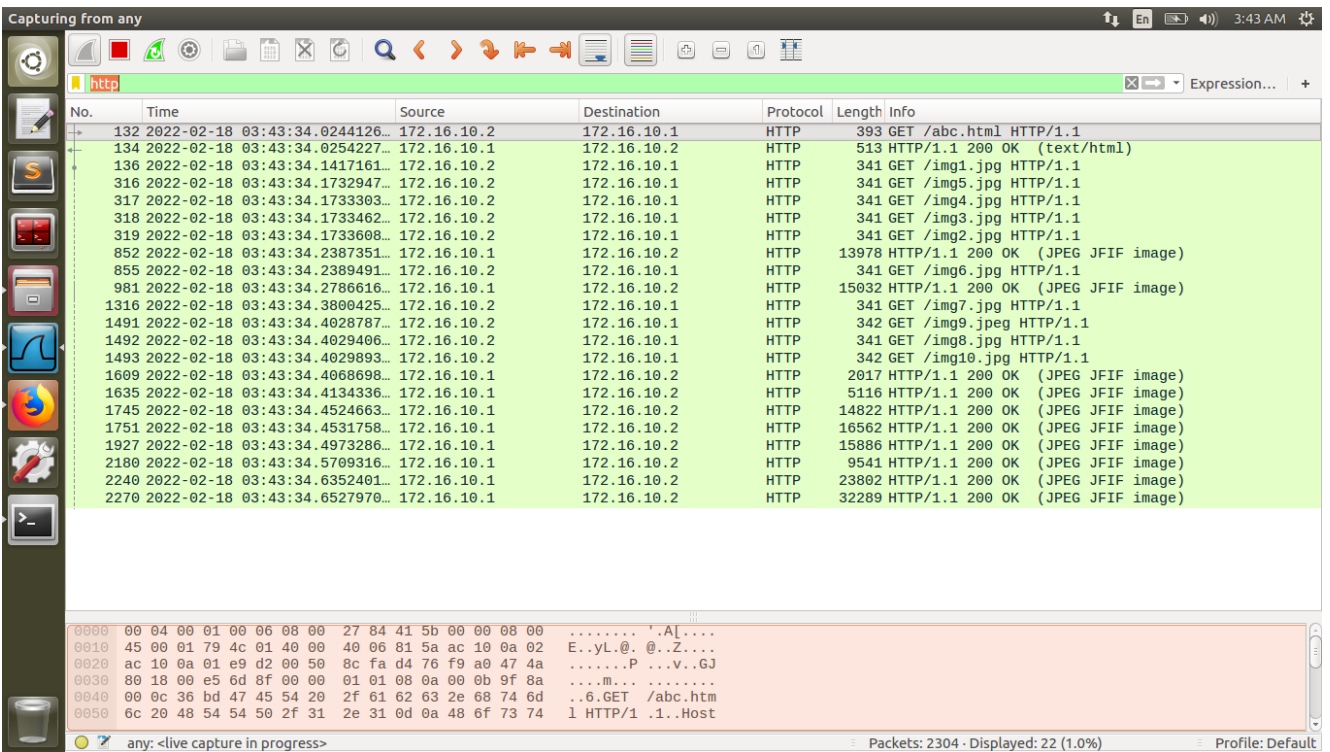 Capturing from any En 3:43 AM
http Expression... +
No. Time Source Destination Protocol Length Info
132 2022-02-18 03:43:34.0244126… 172.16.10.2 172.16.10.1 HTTP 393 GET /abc.html HTTP/1.1
134 2022-02-18 03:43:34.0254227… 172.16.10.1 172.16.10.2 HTTP 513 HTTP/1.1 200 OK (text/html)
136 2022-02-18 03:43:34.1417161… 172.16.10.2 172.16.10.1 HTTP 341 GET /img1.jpg HTTP/1.1
316 2022-02-18 03:43:34.1732947… 172.16.10.2 172.16.10.1 HTTP 341 GET /img5.jpg HTTP/1.1
317 2022-02-18 03:43:34.1733303… 172.16.10.2 172.16.10.1 HTTP 341 GET /img4.jpg HTTP/1.1
318 2022-02-18 03:43:34.1733462… 172.16.10.2 172.16.10.1 HTTP 341 GET /img3.jpg HTTP/1.1
319 2022-02-18 03:43:34.1733608… 172.16.10.2 172.16.10.1 HTTP 341 GET /img2.jpg HTTP/1.1
852 2022-02-18 03:43:34.2387351… 172.16.10.1 172.16.10.2 HTTP 13978 HTTP/1.1 200 OK (JPEG JFIF image)
855 2022-02-18 03:43:34.2389491… 172.16.10.2 172.16.10.1 HTTP 341 GET /img6.jpg HTTP/1.1
981 2022-02-18 03:43:34.2786616… 172.16.10.1 172.16.10.2 HTTP 15032 HTTP/1.1 200 OK (JPEG JFIF image)
1316 2022-02-18 03:43:34.3800425… 172.16.10.2 172.16.10.1 HTTP 341 GET /img7.jpg HTTP/1.1
1491 2022-02-18 03:43:34.4028787… 172.16.10.2 172.16.10.1 HTTP 342 GET /img9.jpeg HTTP/1.1
1492 2022-02-18 03:43:34.4029406… 172.16.10.2 172.16.10.1 HTTP 341 GET /img8.jpg HTTP/1.1
1493 2022-02-18 03:43:34.4029893… 172.16.10.2 172.16.10.1 HTTP 342 GET /img10.jpg HTTP/1.1
1609 2022-02-18 03:43:34.4068698… 172.16.10.1 172.16.10.2 HTTP 2017 HTTP/1.1 200 OK (JPEG JFIF image)
1635 2022-02-18 03:43:34.4134336… 172.16.10.1 172.16.10.2 HTTP 5116 HTTP/1.1 200 OK (JPEG JFIF image)
1745 2022-02-18 03:43:34.4524663… 172.16.10.1 172.16.10.2 HTTP 14822 HTTP/1.1 200 OK (JPEG JFIF image)
1751 2022-02-18 03:43:34.4531758… 172.16.10.1 172.16.10.2 HTTP 16562 HTTP/1.1 200 OK (JPEG JFIF image)
1927 2022-02-18 03:43:34.4973286… 172.16.10.1 172.16.10.2 HTTP 15886 HTTP/1.1 200 OK (JPEG JFIF image)
2180 2022-02-18 03:43:34.5709316… 172.16.10.1 172.16.10.2 HTTP 9541 HTTP/1.1 200 OK (JPEG JFIF image)
2240 2022-02-18 03:43:34.6352401… 172.16.10.1 172.16.10.2 HTTP 23802 HTTP/1.1 200 OK (JPEG JFIF image)
2270 2022-02-18 03:43:34.6527970… 172.16.10.1 172.16.10.2 HTTP 32289 HTTP/1.1 200 OK (JPEG JFIF image)
0000 00 04 00 01 00 06 08 00 27 84 41 5b 00 00 08 00 ........ '.A[....
0010 45 00 01 79 4c 01 40 00 40 06 81 5a ac 10 0a 02 E..yL.@. @..Z....
0020 ac 10 0a 01 e9 d2 00 50 8c fa d4 76 f9 a0 47 4a .......P ...v..GJ
0030 80 18 00 e5 6d 8f 00 00 01 01 08 0a 00 0b 9f 8a ....m... ........
0040 00 0c 36 bd 47 45 54 20 2f 61 62 63 2e 68 74 6d ..6.GET /abc.htm
0050 6c 20 48 54 54 50 2f 31 2e 31 0d 0a 48 6f 73 74 l HTTP/1 .1..Host
any: <live capture in progress> Packets: 2304 · Displayed: 22 (1.0%) Profile: Default